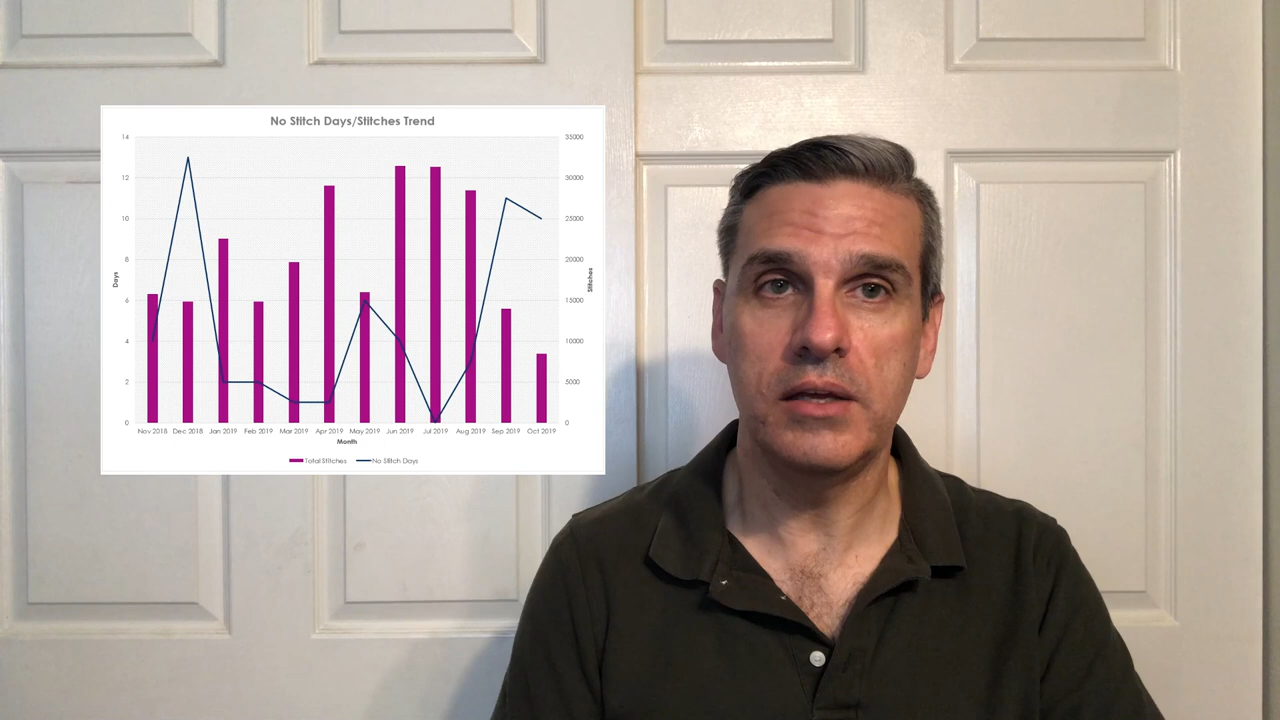 No Stitch Days/Stitches Trend
14 35000
12 30000
10 25000
8 20000
6 15000
4 10000
2 5000
0 0
Days
Stitches
Nov 2018 Dec 2018 Jan 2019 Feb 2019 Mar 2019 Apr 2019 May 2019 Jun 2019 Jul 2019 Aug 2019 Sep 2019 Oct 2019
Month
Total Stitches No Stitch Days